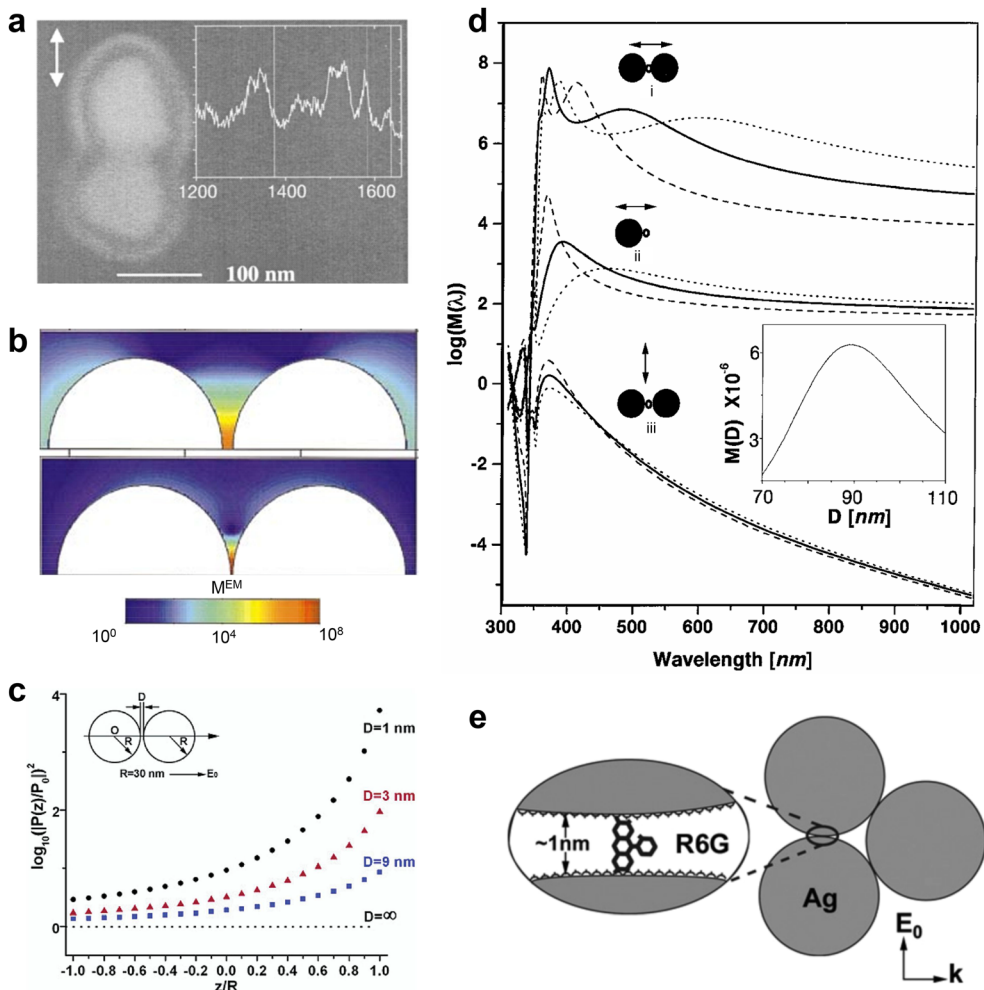 a
1200
1400
1600
100 nm
b
M^EM
10^0
10^4
10^8
c
log10(|P(z)/P0|)^2
4
2
0
D
O
R
R
R=30 nm
E0
D=1 nm
D=3 nm
D=9 nm
D=∞
-1.0 -0.8 -0.6 -0.4 -0.2 0.0 0.2 0.4 0.6 0.8 1.0
z/R
d
log(M(λ))
8
6
4
2
0
-2
-4
i
ii
iii
M(D) X10^-6
6
3
70 90 110
D [nm]
300 400 500 600 700 800 900 1000
Wavelength [nm]
e
~1nm
R6G
Ag
E0
k